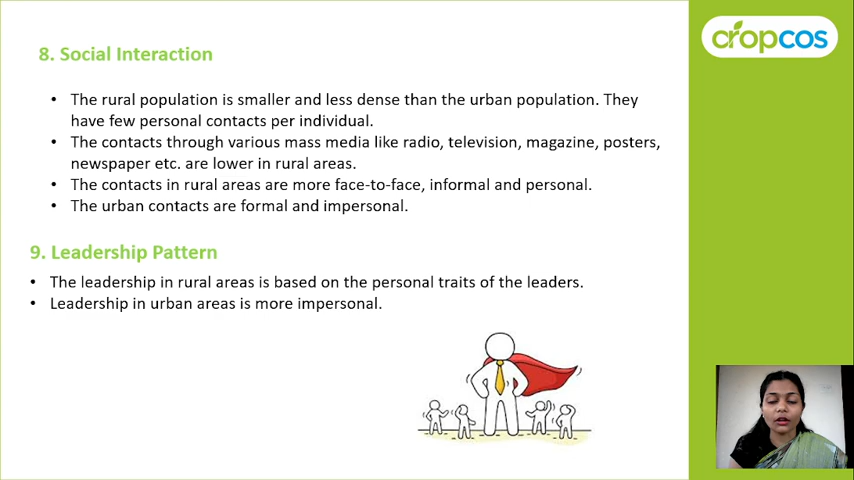 cropcos
8. Social Interaction
• The rural population is smaller and less dense than the urban population. They
have few personal contacts per individual.
• The contacts through various mass media like radio, television, magazine, posters,
newspaper etc. are lower in rural areas.
• The contacts in rural areas are more face-to-face, informal and personal.
• The urban contacts are formal and impersonal.
9. Leadership Pattern
• The leadership in rural areas is based on the personal traits of the leaders.
• Leadership in urban areas is more impersonal.